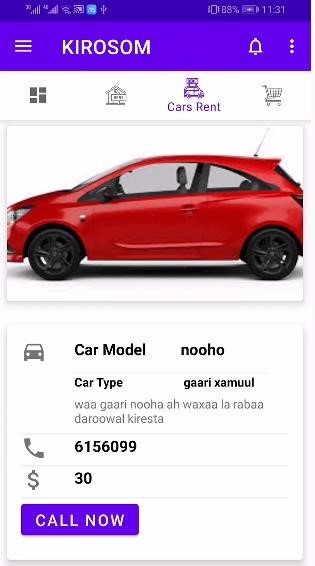 88% 11:31
KIROSOM
Cars Rent
Car Model nooho
Car Type gaari xamuul
waa gaari nooha ah waxaa la rabaa
daroowal kiresta
6156099
$ 30
CALL NOW